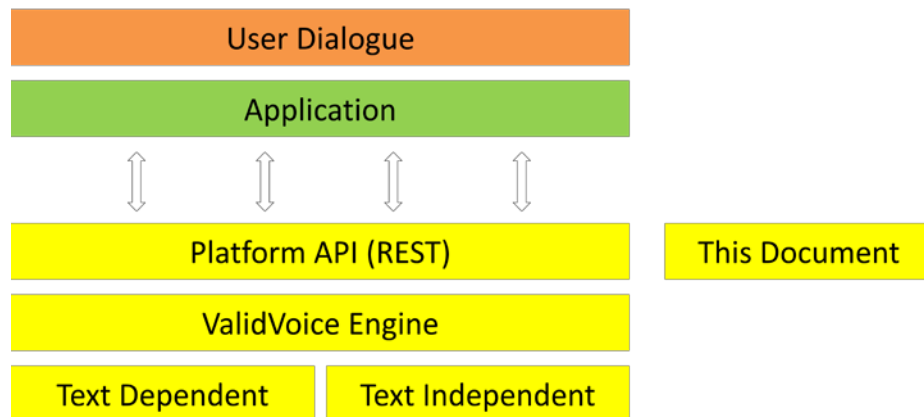 User Dialogue
Application
Platform API (REST)
This Document
ValidVoice Engine
Text Dependent
Text Independent